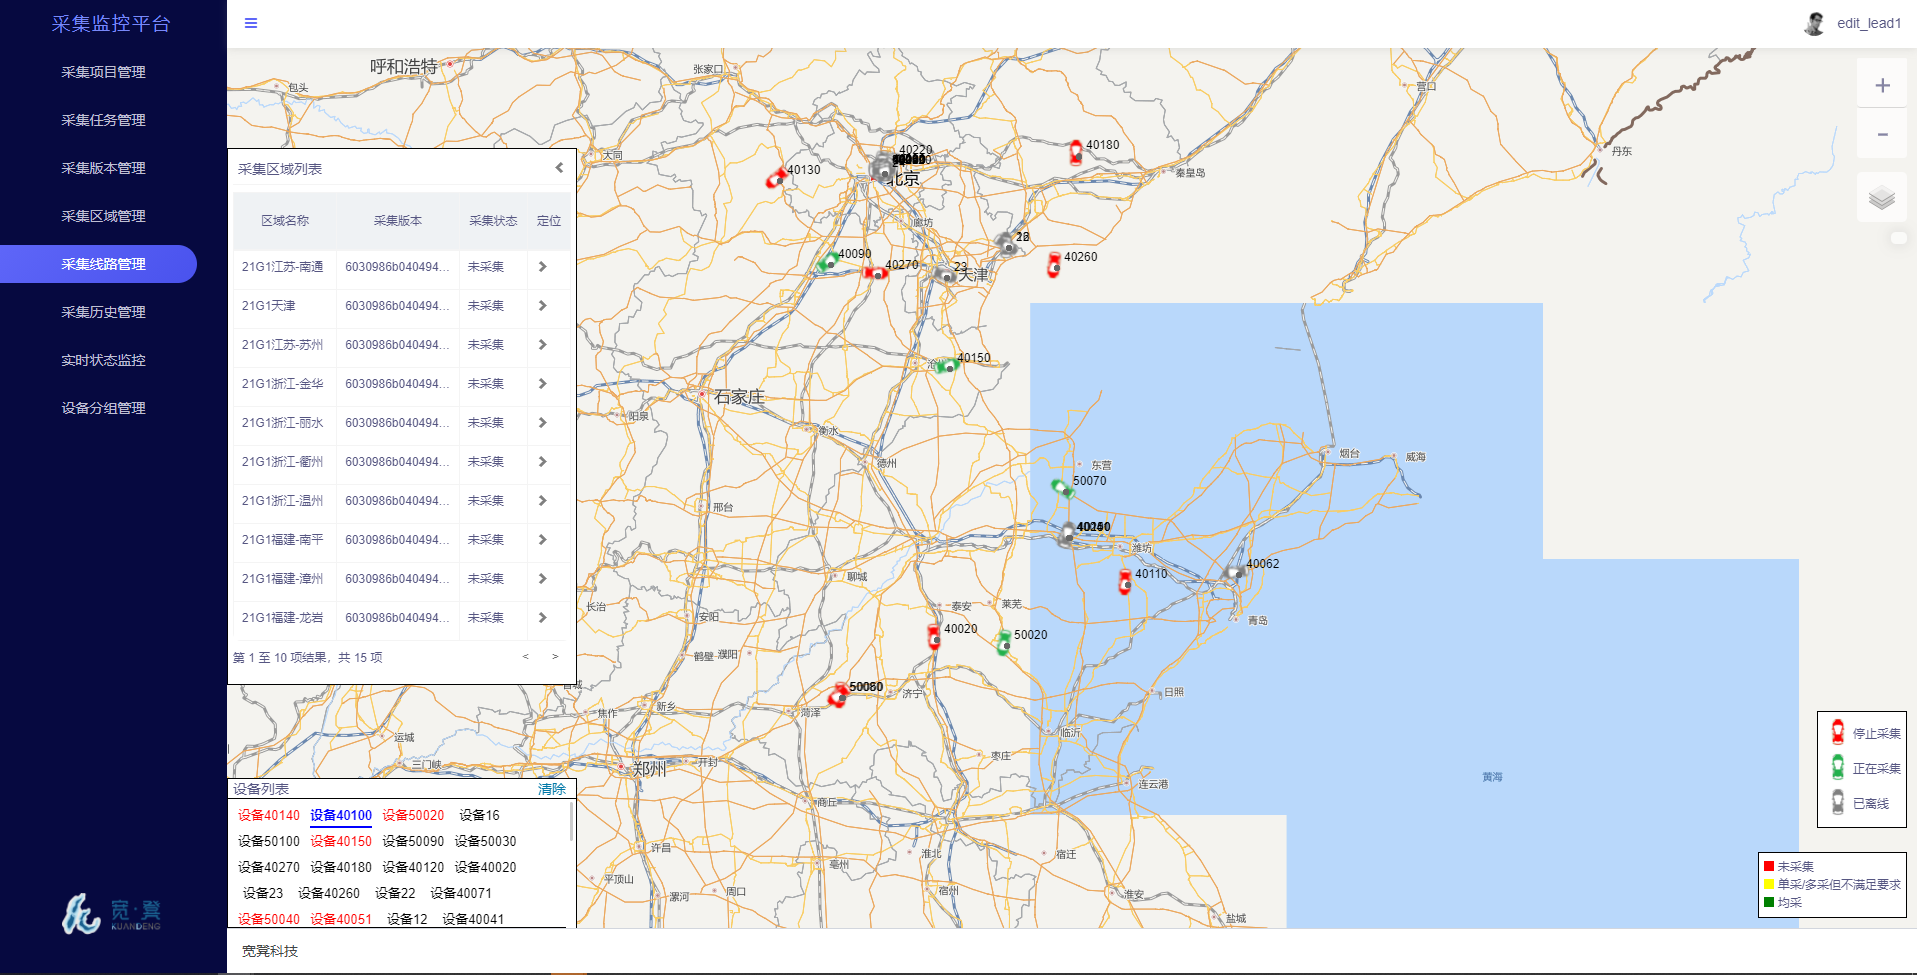 采集监控平台
edit_lead1
采集项目管理
采集任务管理
采集版本管理
采集区域管理
采集线路管理
采集历史管理
实时状态监控
设备分组管理
宽·凳
KUANDENG
采集区域列表
区域名称 采集版本 采集状态 定位
21G1江苏-南通 6030986b040494... 未采集
21G1天津 6030986b040494... 未采集
21G1江苏-苏州 6030986b040494... 未采集
21G1浙江-金华 6030986b040494... 未采集
21G1浙江-丽水 6030986b040494... 未采集
21G1浙江-衢州 6030986b040494... 未采集
21G1浙江-温州 6030986b040494... 未采集
21G1福建-南平 6030986b040494... 未采集
21G1福建-漳州 6030986b040494... 未采集
21G1福建-龙岩 6030986b040494... 未采集
第 1 至 10 项结果，共 15 项 < >
设备列表 清除
设备40140 设备40100 设备50020 设备16
设备50100 设备40150 设备50090 设备50030
设备40270 设备40180 设备40120 设备40020
设备23 设备40260 设备22 设备40071
设备50040 设备40051 设备12 设备40041
呼和浩特
张家口
包头
营口
大同
丹东
40180
40220
40130
北京
秦皇岛
廊坊
40090
40270
23
天津
40260
40150
石家庄
阳泉
衡水
德州
东营
烟台
威海
50070
邢台
潍坊
40062
40110
聊城
长治
安阳
泰安
莱芜
青岛
40020
50020
鹤壁
濮阳
济宁
日照
菏泽
新乡
焦作
运城
临沂
三门峡
郑州
开封
枣庄
连云港
黄海
商丘
许昌
亳州
淮北
宿迁
平顶山
漯河
周口
宿州
淮安
盐城
停止采集
正在采集
已离线
未采集
单采/多采但不满足要求
均采
宽凳科技